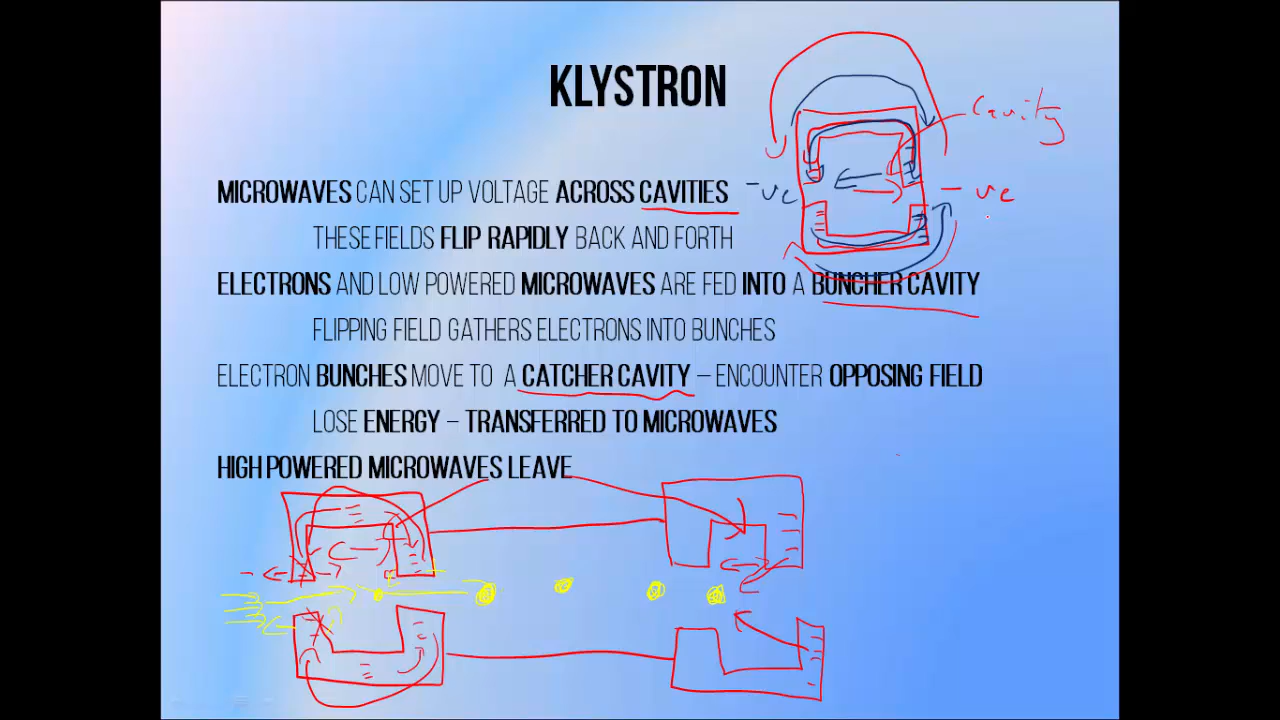 KLYSTRON
Cavity
MICROWAVES CAN SET UP VOLTAGE ACROSS CAVITIES
-ve
-ve
THESE FIELDS FLIP RAPIDLY BACK AND FORTH
ELECTRONS AND LOW POWERED MICROWAVES ARE FED INTO A BUNCHER CAVITY
FLIPPING FIELD GATHERS ELECTRONS INTO BUNCHES
ELECTRON BUNCHES MOVE TO A CATCHER CAVITY – ENCOUNTER OPPOSING FIELD
LOSE ENERGY – TRANSFERRED TO MICROWAVES
HIGH POWERED MICROWAVES LEAVE